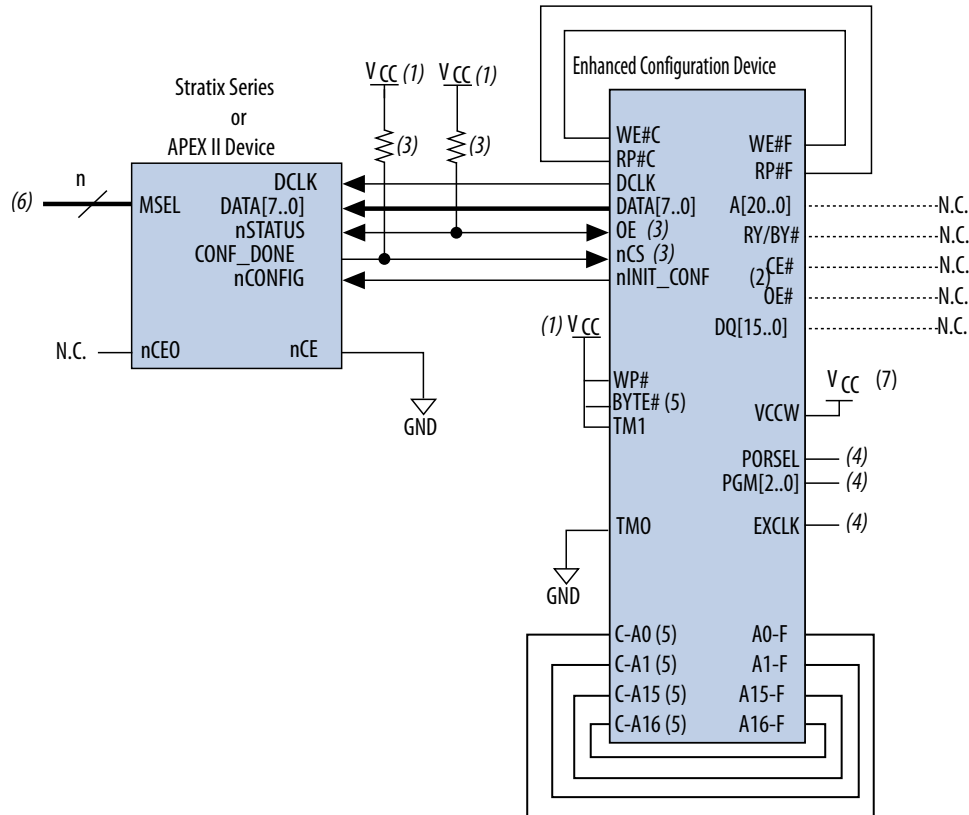 Stratix Series
or
APEX II Device
VCC (1)
VCC (1)
(3)
(3)
Enhanced Configuration Device
(6)
n
MSEL
DCLK
DATA[7..0]
nSTATUS
CONF_DONE
nCONFIG
N.C.
nCEO
nCE
GND
WE#C
RP#C
DCLK
DATA[7..0]
OE (3)
nCS (3)
nINIT_CONF (2)
(1) VCC
WP#
BYTE# (5)
TM1
TM0
GND
C-A0 (5)
C-A1 (5)
C-A15 (5)
C-A16 (5)
WE#F
RP#F
A[20..0]
N.C.
RY/BY#
N.C.
CE#
N.C.
OE#
N.C.
DQ[15..0]
N.C.
VCC (7)
VCCW
PORSEL
(4)
PGM[2..0]
(4)
EXCLK
(4)
A0-F
A1-F
A15-F
A16-F